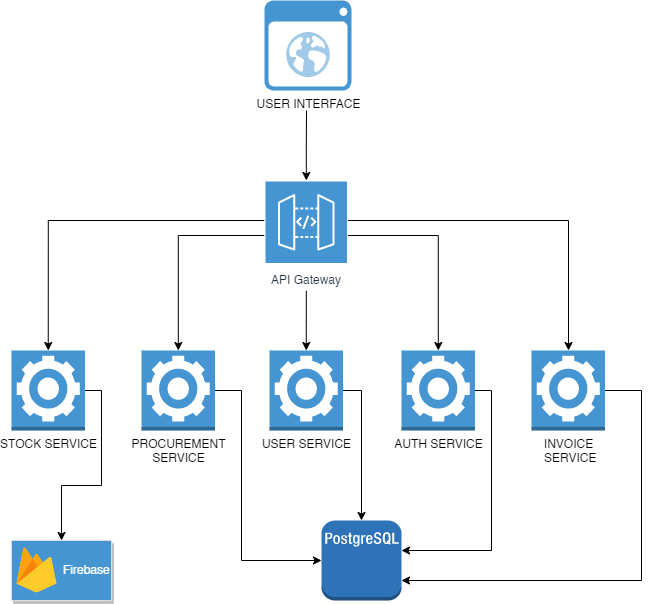 USER INTERFACE
</>
API Gateway
STOCK SERVICE
PROCUREMENT
SERVICE
USER SERVICE
AUTH SERVICE
INVOICE
SERVICE
PostgreSQL
Firebase